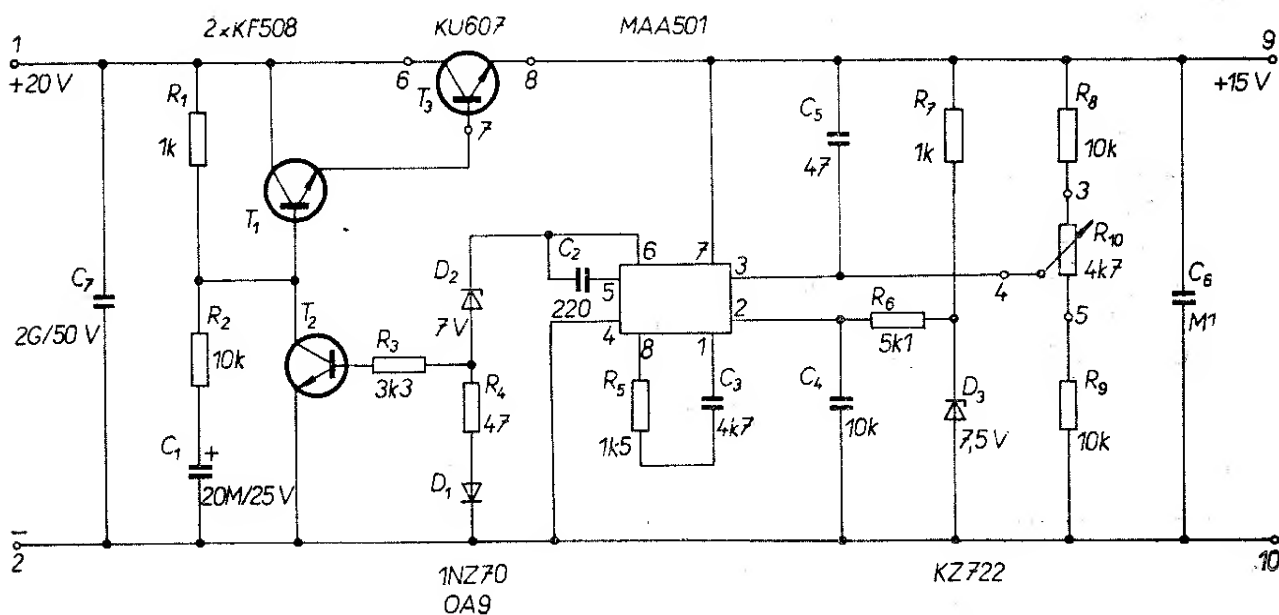 2xKF508
KU607
MAA501
1
+20 V
6
8
9
+15 V
R1
1k
T3
7
C5
47
R7
1k
R8
10k
3
T1
C7
2G/50 V
D2
7V
C2
220
6
7
5
4
3
2
8
1
4
R10
4k7
5
C6
M1
R2
10k
T2
R3
3k3
R4
47
R5
1k5
C3
4k7
R6
5k1
C4
10k
D3
7,5 V
R9
10k
C1
+
20M/25 V
D1
–
2
1NZ70
OA9
KZ722
10